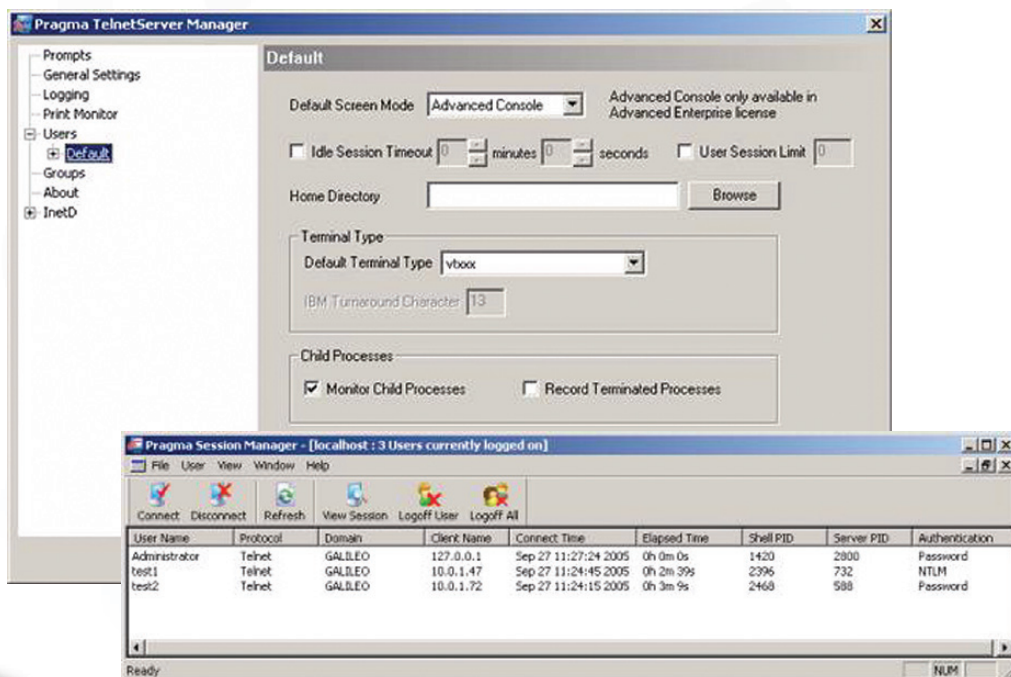 Pragma TelnetServer Manager
Prompts
General Settings
Logging
Print Monitor
Users
Default
Groups
About
InetD
Default
Default Screen Mode Advanced Console Advanced Console only available in
Advanced Enterprise license
Idle Session Timeout 0 minutes 0 seconds User Session Limit 0
Home Directory Browse
Terminal Type
Default Terminal Type vtxxx
IBM Turnaround Character 13
Child Processes
Monitor Child Processes Record Terminated Processes
Pragma Session Manager - [localhost : 3 Users currently logged on]
File User View Window Help
Connect Disconnect Refresh View Session Logoff User Logoff All
User Name Protocol Domain Client Name Connect Time Elapsed Time Shell PID Server PID Authentication
Administrator Telnet GALILEO 127.0.0.1 Sep 27 11:27:24 2005 0h 0m 0s 1420 2800 Password
test1 Telnet GALILEO 10.0.1.47 Sep 27 11:24:45 2005 0h 2m 39s 2396 732 NTLM
test2 Telnet GALILEO 10.0.1.72 Sep 27 11:24:15 2005 0h 3m 9s 2468 588 Password
Ready NUM